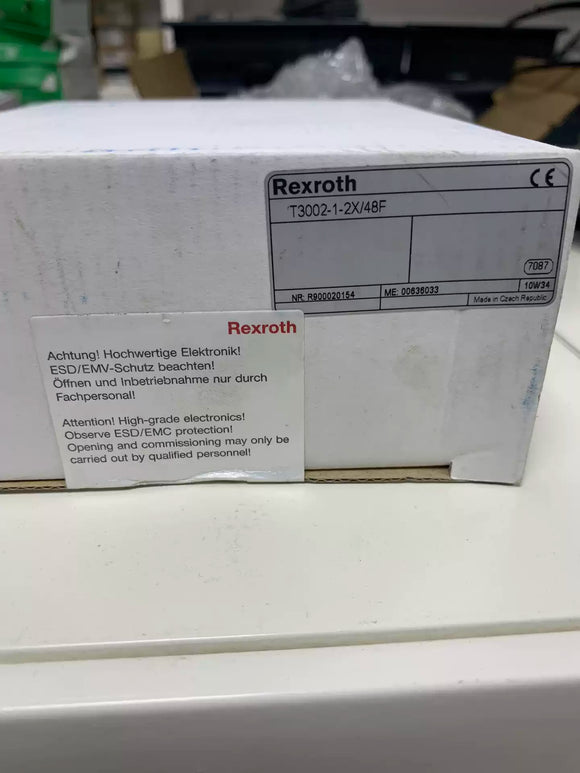 Rexroth
CE
T3002-1-2X/48F
7087
NR: R900020154
ME: 00636033
10W34
Made in Czech Republic
Rexroth
Achtung! Hochwertige Elektronik!
ESD/EMV-Schutz beachten!
Öffnen und Inbetriebnahme nur durch
Fachpersonal!
Attention! High-grade electronics!
Observe ESD/EMC protection!
Opening and commissioning may only be
carried out by qualified personnel!